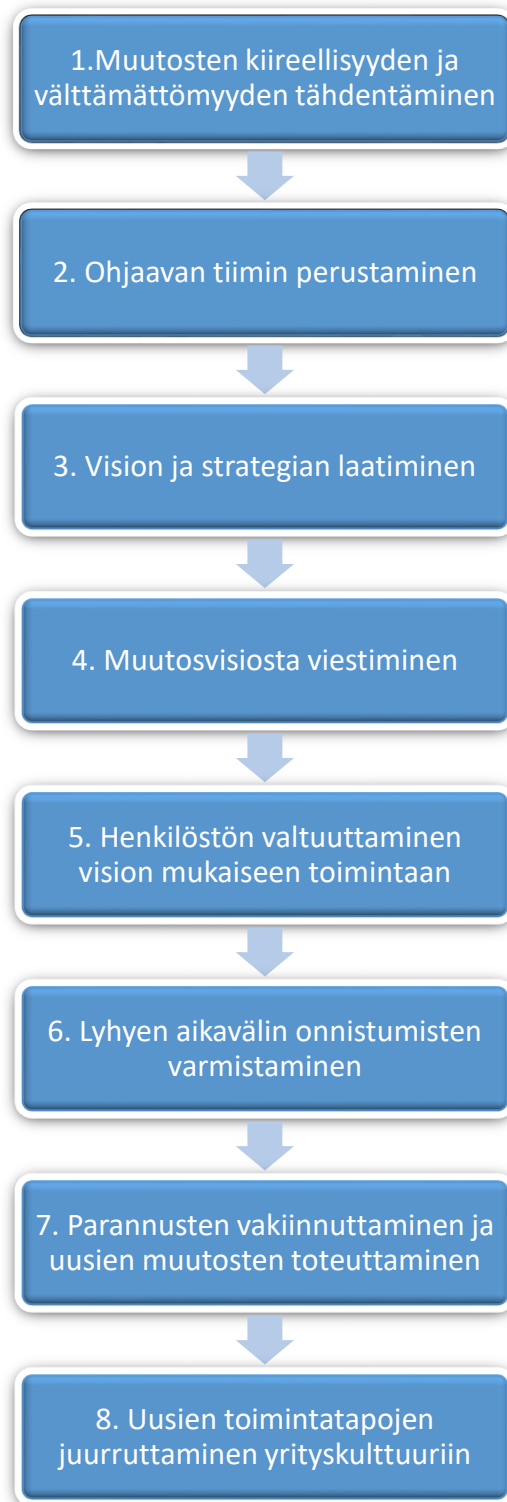 1.Muutosten kiireellisyyden ja
välttämättömyyden tähdentäminen
2. Ohjaavan tiimin perustaminen
3. Vision ja strategian laatiminen
4. Muutosvisiosta viestiminen
5. Henkilöstön valtuuttaminen
vision mukaiseen toimintaan
6. Lyhyen aikavälin onnistumisten
varmistaminen
7. Parannusten vakiinnuttaminen ja
uusien muutosten toteuttaminen
8. Uusien toimintatapojen
juurruttaminen yrityskulttuuriin